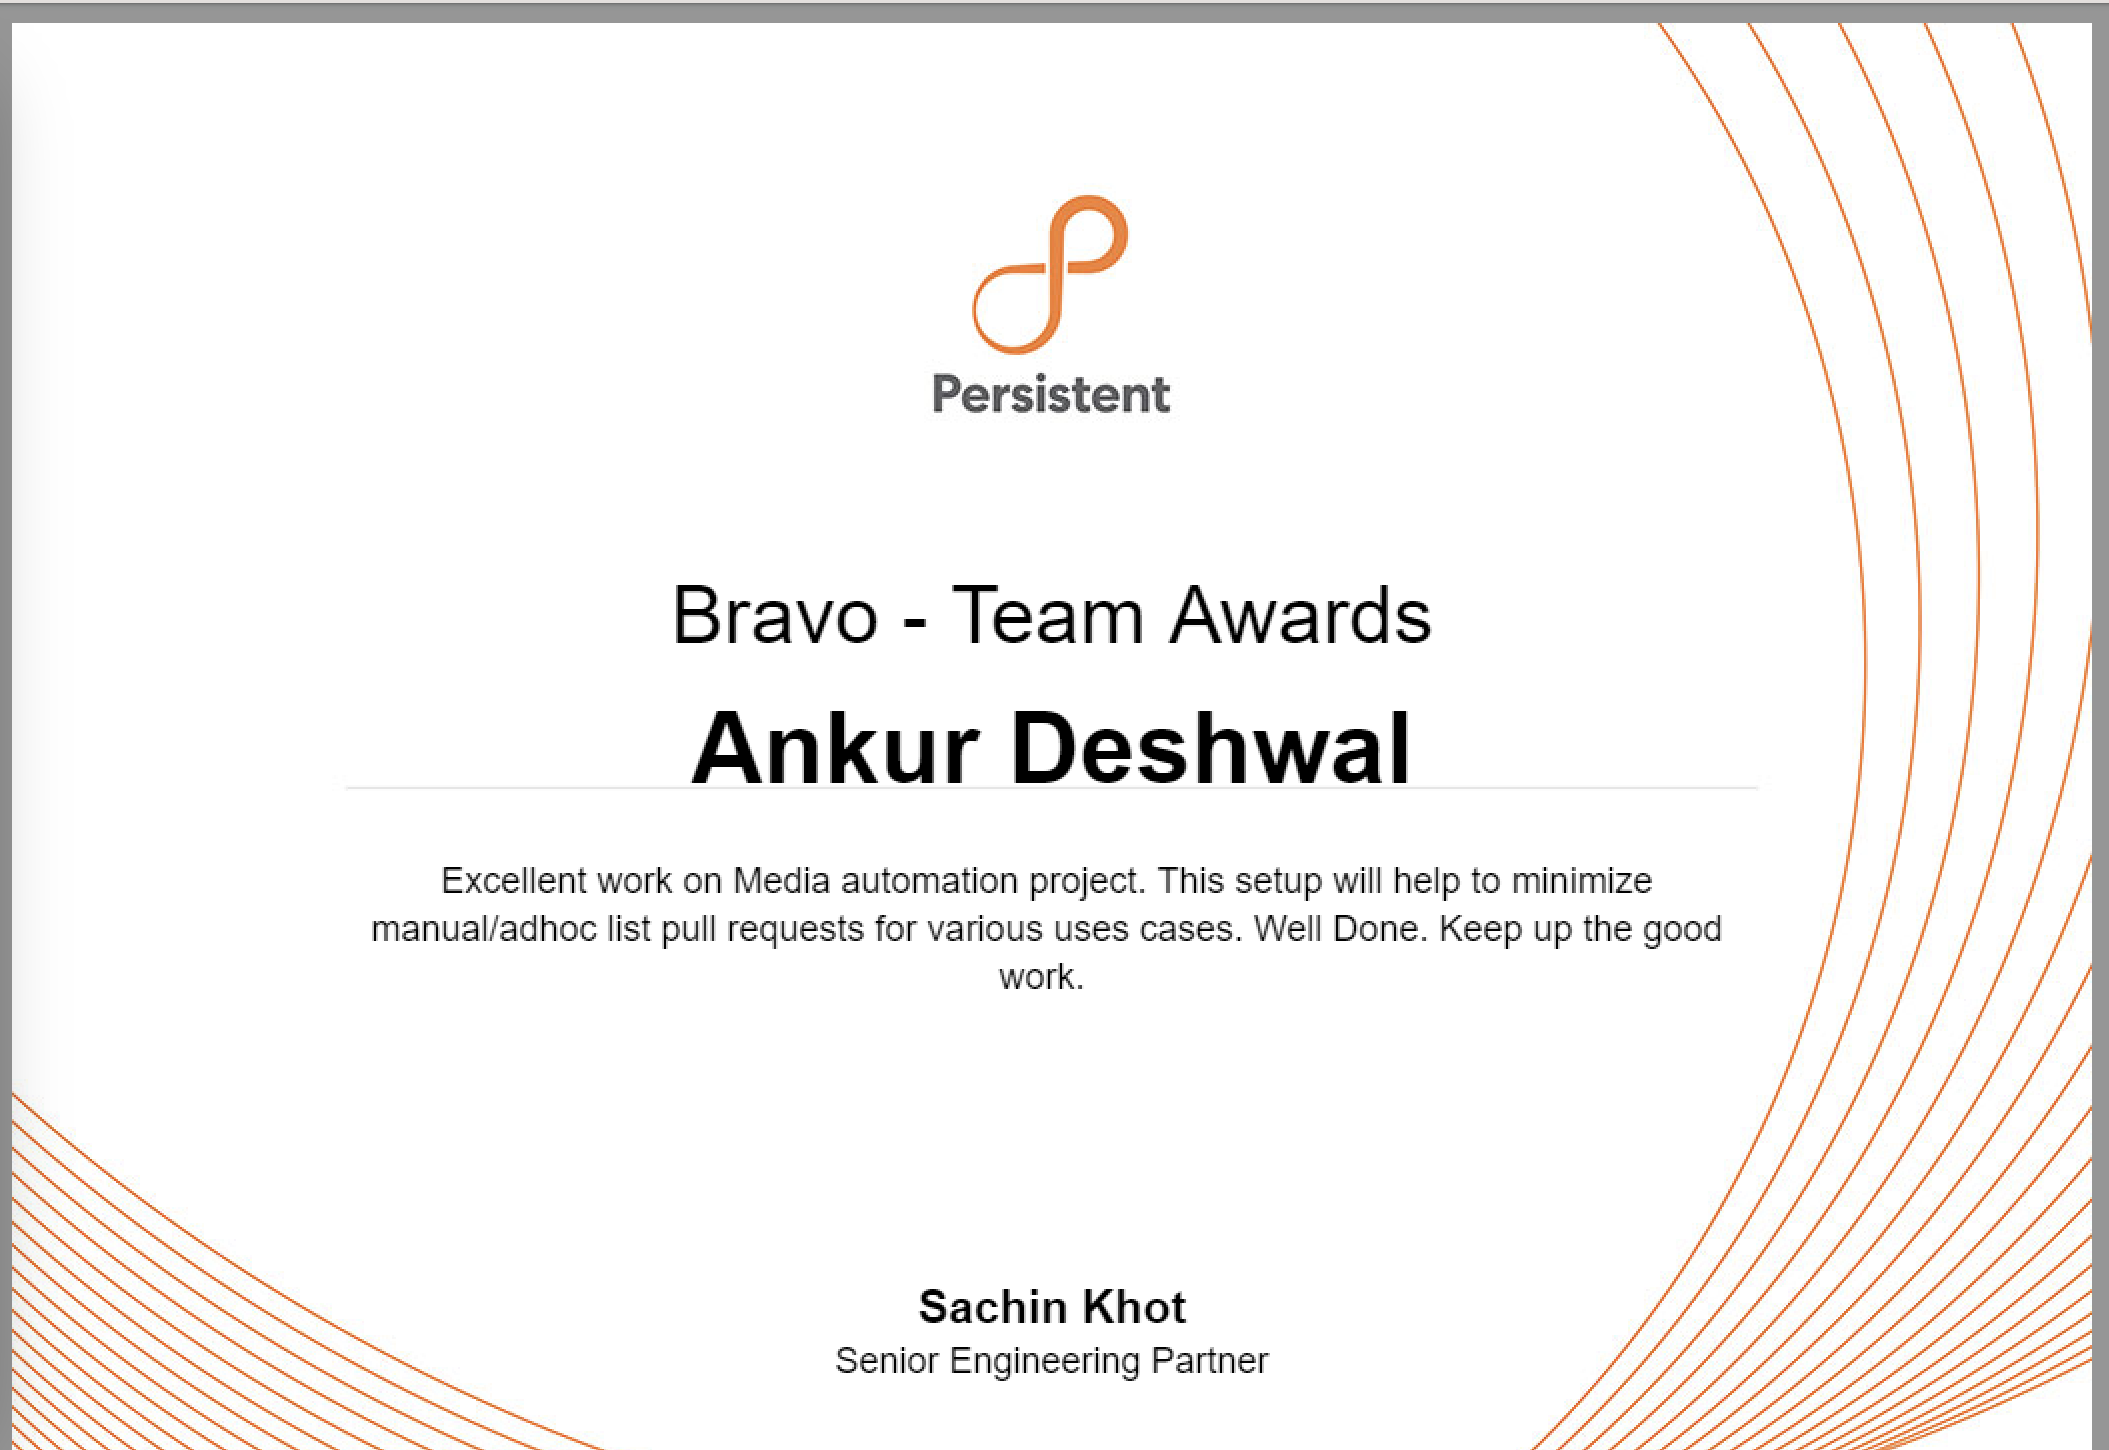 Persistent
Bravo - Team Awards
Ankur Deshwal
Excellent work on Media automation project. This setup will help to minimize
manual/adhoc list pull requests for various uses cases. Well Done. Keep up the good
work.
Sachin Khot
Senior Engineering Partner